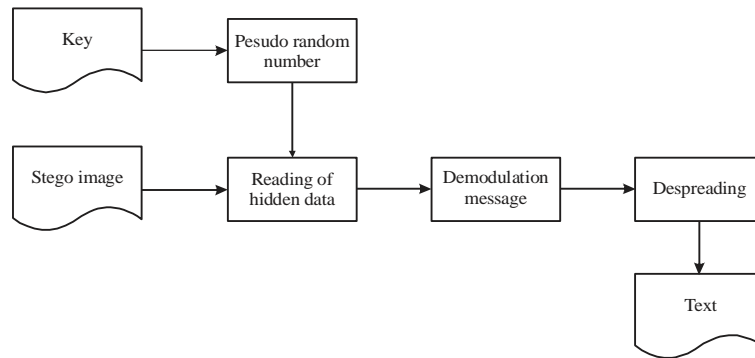 Key
Pesudo random
number
Stego image
Reading of
hidden data
Demodulation
message
Despreading
Text